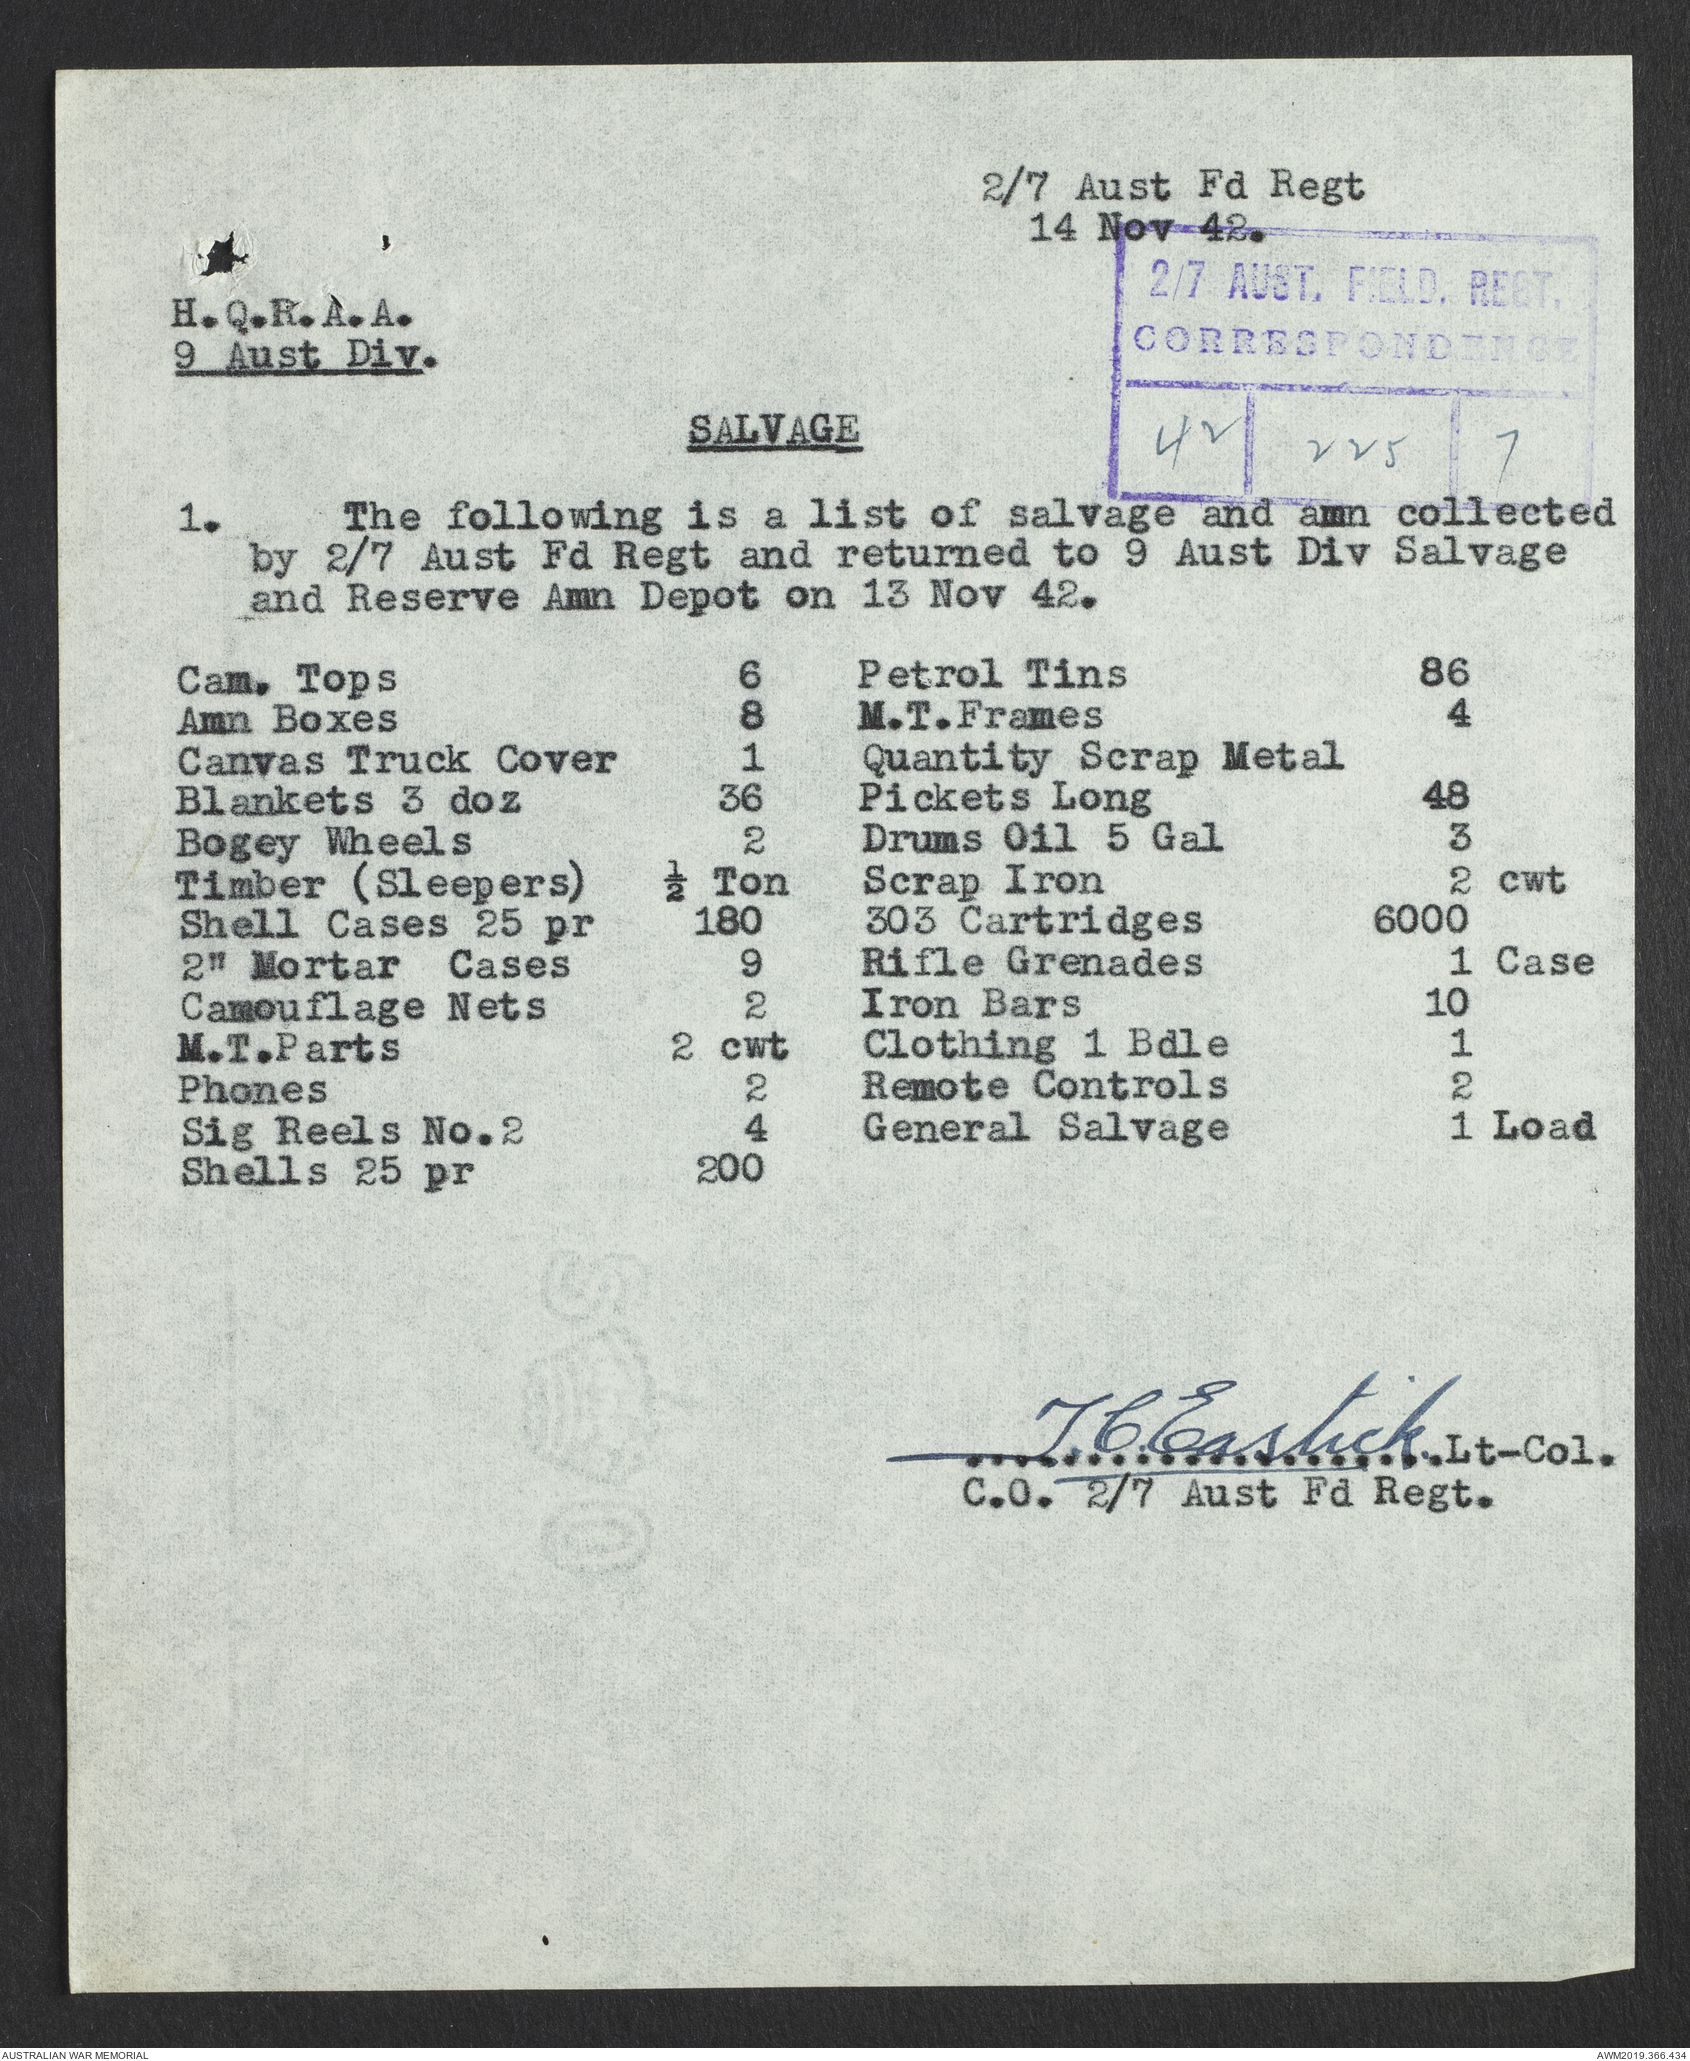 2/7 Aust Fd Regt
14 Nov 42.
2/7 AUST. FIELD. REGT.
CORRESPONDENCE
42 225 7
H.Q.R.A.A.
9 Aust Div.
SALVAGE
1. The following is a list of salvage and amn collected
by 2/7 Aust Fd Regt and returned to 9 Aust Div Salvage
and Reserve Amn Depot on 13 Nov 42.
Cam. Tops 6 Petrol Tins 86
Amn Boxes 8 M.T.Frames 4
Canvas Truck Cover 1 Quantity Scrap Metal
Blankets 3 doz 36 Pickets Long 48
Bogey Wheels 2 Drums Oil 5 Gal 3
Timber (Sleepers) ½ Ton Scrap Iron 2 cwt
Shell Cases 25 pr 180 303 Cartridges 6000
2" Mortar Cases 9 Rifle Grenades 1 Case
Camouflage Nets 2 Iron Bars 10
M.T.Parts 2 cwt Clothing 1 Bdle 1
Phones 2 Remote Controls 2
Sig Reels No.2 4 General Salvage 1 Load
Shells 25 pr 200
T C Eastick Lt-Col.
C.O. 2/7 Aust Fd Regt.
AUSTRALIAN WAR MEMORIAL AWM2019.366.434